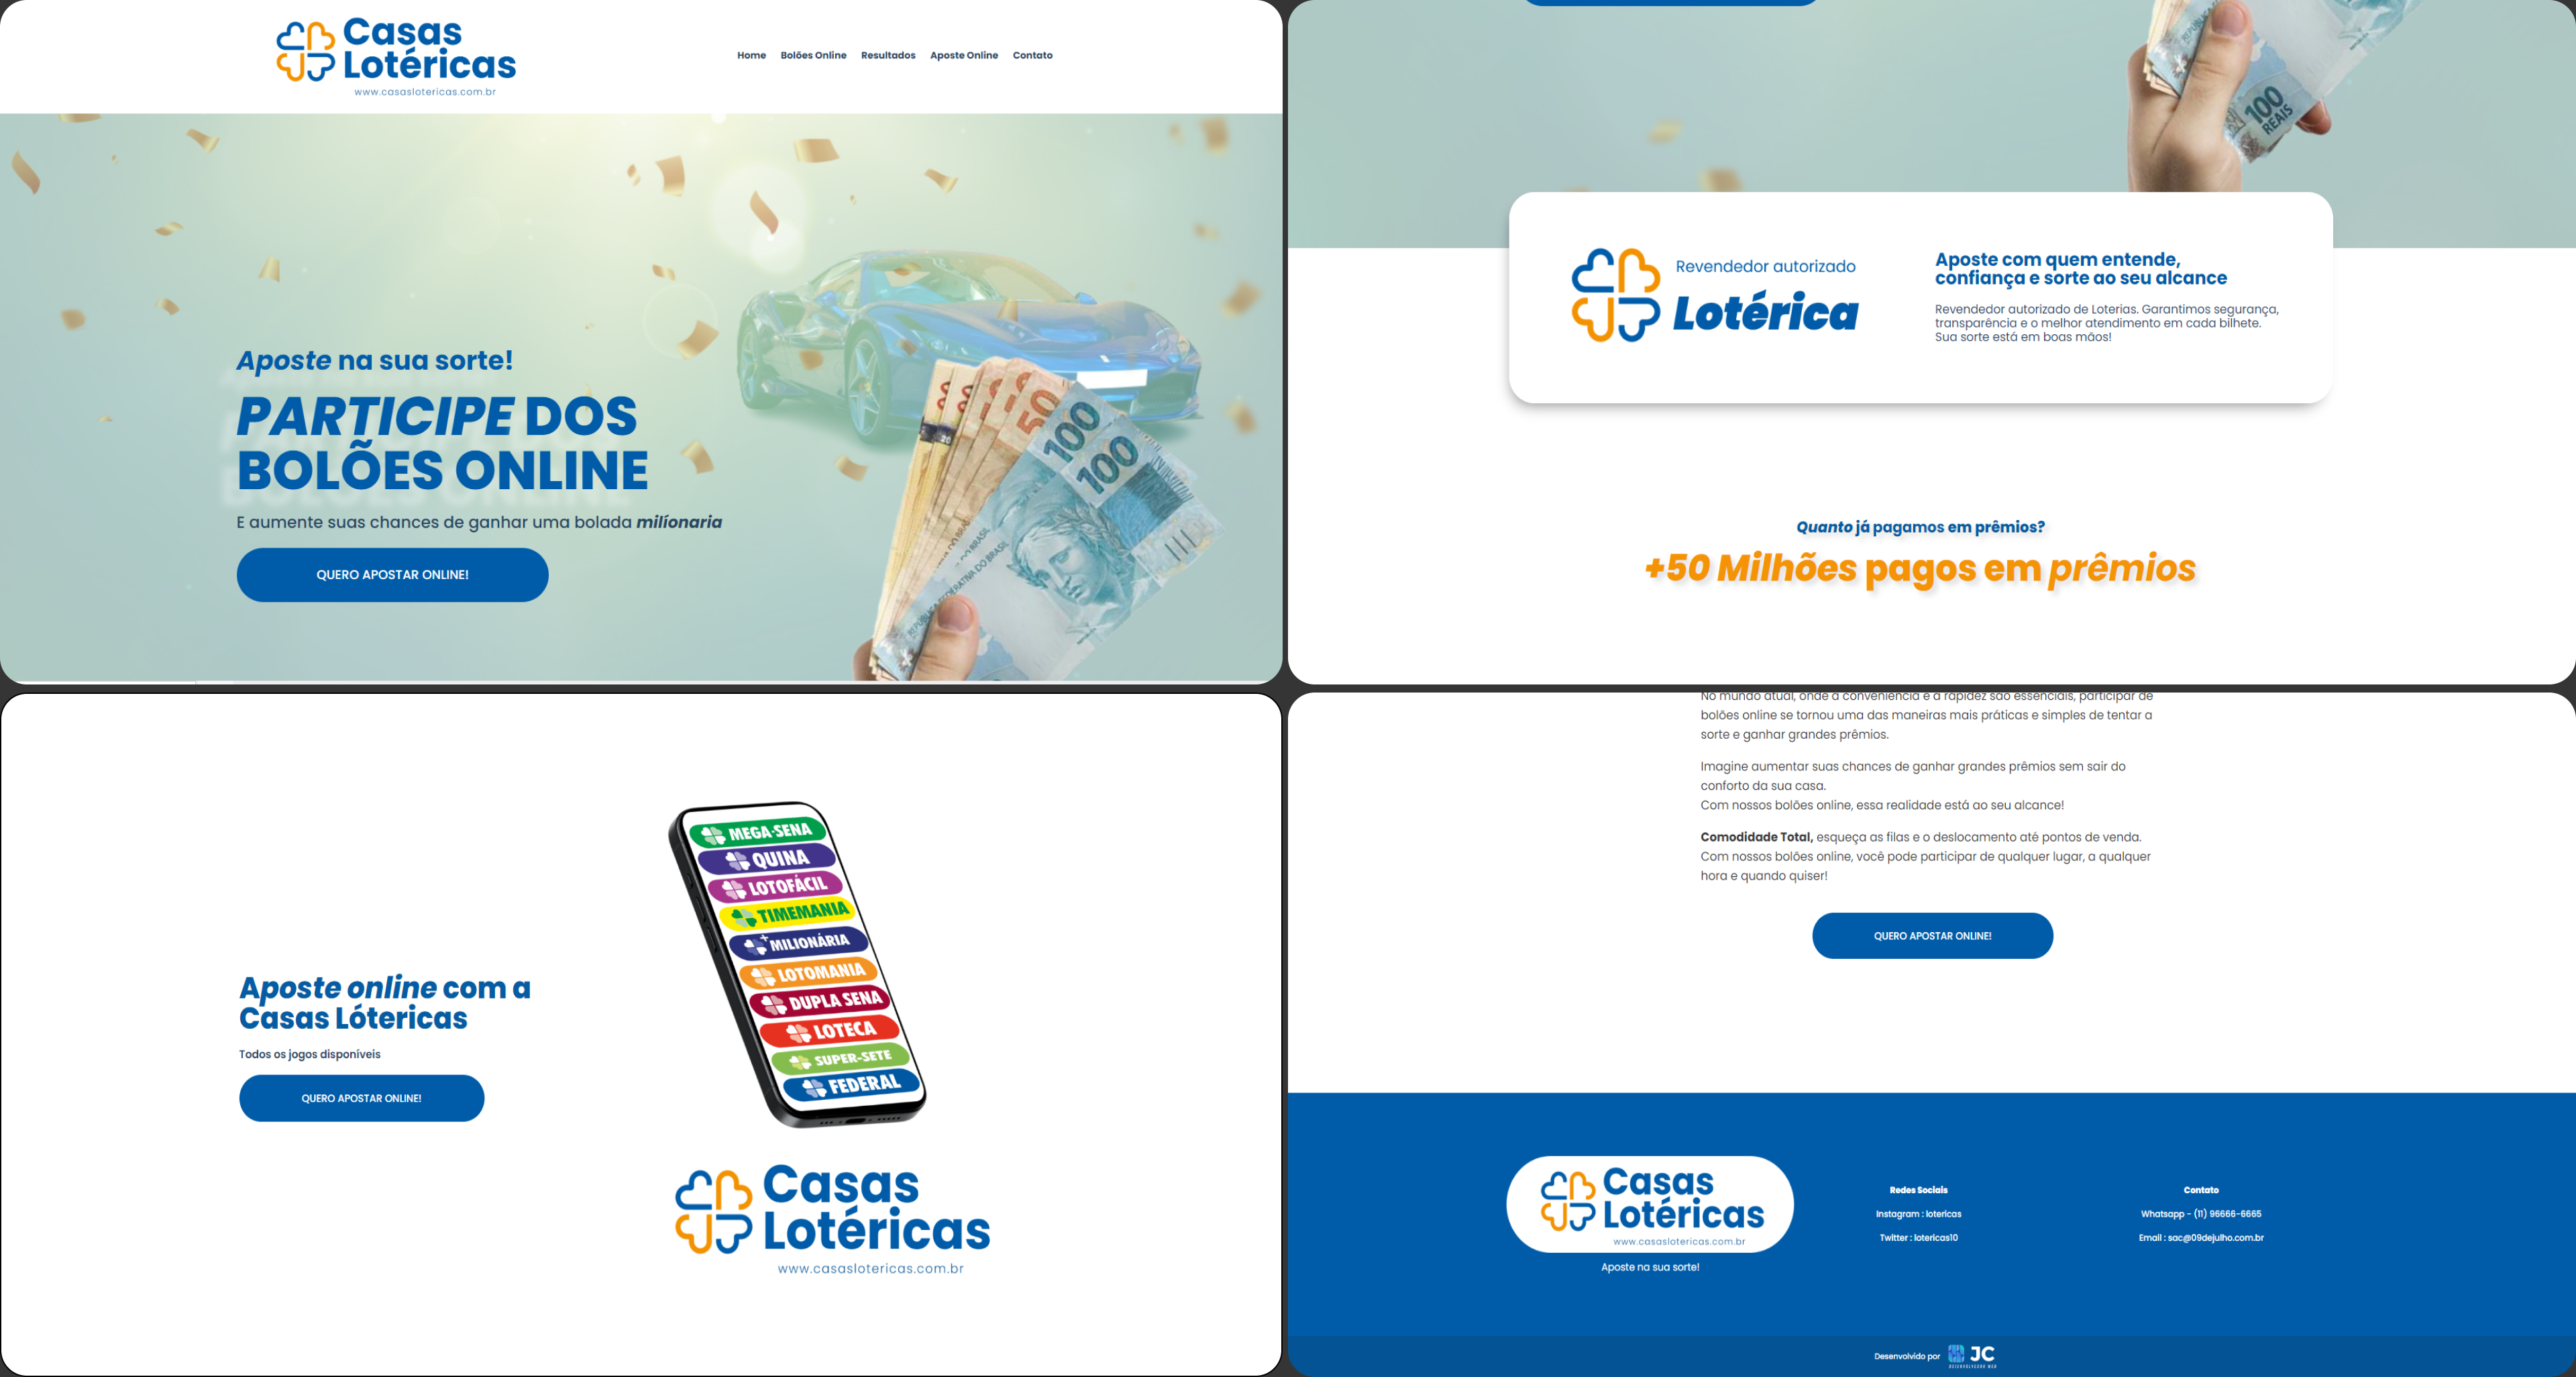 Casas
Lotéricas
www.casaslotericas.com.br
Home Bolões Online Resultados Aposte Online Contato
Aposte na sua sorte!
PARTICIPE DOS
BOLÕES ONLINE
E aumente suas chances de ganhar uma bolada milíonaria
QUERO APOSTAR ONLINE!
50
100
100
REPÚBLICA FEDERATIVA DO BRASIL
100
REAIS
Revendedor autorizado
Lotérica
Aposte com quem entende,
confiança e sorte ao seu alcance
Revendedor autorizado de Loterias. Garantimos segurança,
transparência e o melhor atendimento em cada bilhete.
Sua sorte está em boas mãos!
Quanto já pagamos em prêmios?
+50 Milhões pagos em prêmios
MEGA-SENA
QUINA
LOTOFÁCIL
TIMEMANIA
+MILIONÁRIA
LOTOMANIA
DUPLA SENA
LOTECA
SUPER-SETE
FEDERAL
Aposte online com a
Casas Lótericas
Todos os jogos disponíveis
QUERO APOSTAR ONLINE!
Casas
Lotéricas
www.casaslotericas.com.br
No mundo atual, onde a conveniência e a rapidez são essenciais, participar de
bolões online se tornou uma das maneiras mais práticas e simples de tentar a
sorte e ganhar grandes prêmios.
Imagine aumentar suas chances de ganhar grandes prêmios sem sair do
conforto da sua casa.
Com nossos bolões online, essa realidade está ao seu alcance!
Comodidade Total, esqueça as filas e o deslocamento até pontos de venda.
Com nossos bolões online, você pode participar de qualquer lugar, a qualquer
hora e quando quiser!
QUERO APOSTAR ONLINE!
Casas
Lotéricas
www.casaslotericas.com.br
Aposte na sua sorte!
Redes Sociais
Instagram : lotericas
Twitter : lotericas10
Contato
Whatsapp - (11) 96666-6665
Email : sac@09dejulho.com.br
Desenvolvido por JC
DESENVOLVEDOR WEB